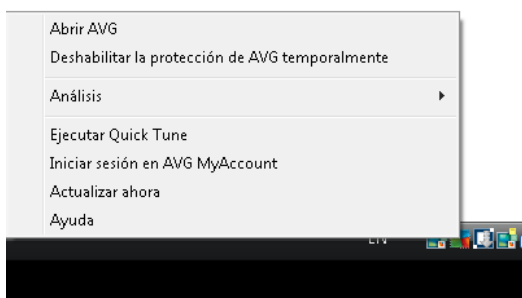 Abrir AVG
Deshabilitar la protección de AVG temporalmente
Análisis
Ejecutar Quick Tune
Iniciar sesión en AVG MyAccount
Actualizar ahora
Ayuda
EN